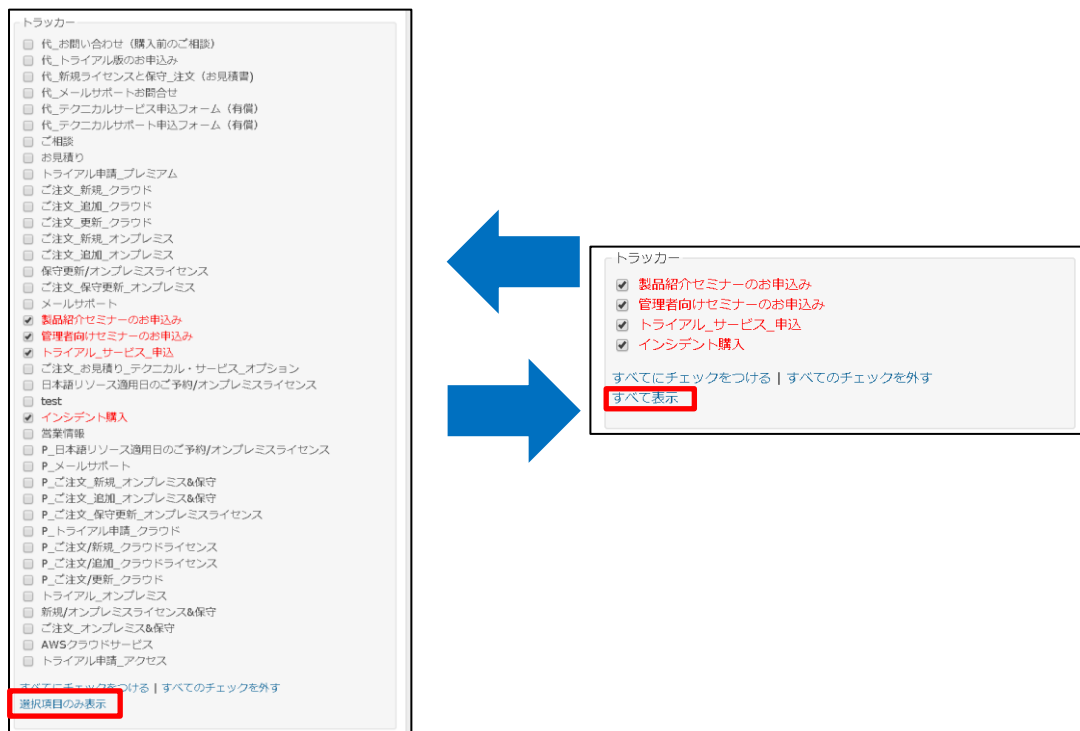 トラッカー
代_お問い合わせ（購入前のご相談）
代_トライアル版のお申込み
代_新規ライセンスと保守_注文（お見積書)
代_メールサポートお問合せ
代_テクニカルサービス申込フォーム（有償）
代_テクニカルサポート申込フォーム（有償）
ご相談
お見積り
トライアル申請_プレミアム
ご注文_新規_クラウド
ご注文_追加_クラウド
ご注文_更新_クラウド
ご注文_新規_オンプレミス
ご注文_追加_オンプレミス
保守更新/オンプレミスライセンス
ご注文_保守更新_オンプレミス
メールサポート
製品紹介セミナーのお申込み
管理者向けセミナーのお申込み
トライアル_サービス_申込
ご注文_お見積り_テクニカル・サービス_オプション
日本語リソース適用日のご予約/オンプレミスライセンス
test
インシデント購入
営業情報
P_日本語リソース適用日のご予約/オンプレミスライセンス
P_メールサポート
P_ご注文_新規_オンプレミス&保守
P_ご注文_追加_オンプレミス&保守
P_ご注文_保守更新_オンプレミスライセンス
P_トライアル申請_クラウド
P_ご注文/新規_クラウドライセンス
P_ご注文/追加_クラウドライセンス
P_ご注文/更新_クラウド
トライアル_オンプレミス
新規/オンプレミスライセンス&保守
ご注文_オンプレミス&保守
AWSクラウドサービス
トライアル申請_アクセス
すべてにチェックをつける | すべてのチェックを外す
選択項目のみ表示
トラッカー
製品紹介セミナーのお申込み
管理者向けセミナーのお申込み
トライアル_サービス_申込
インシデント購入
すべてにチェックをつける | すべてのチェックを外す
すべて表示